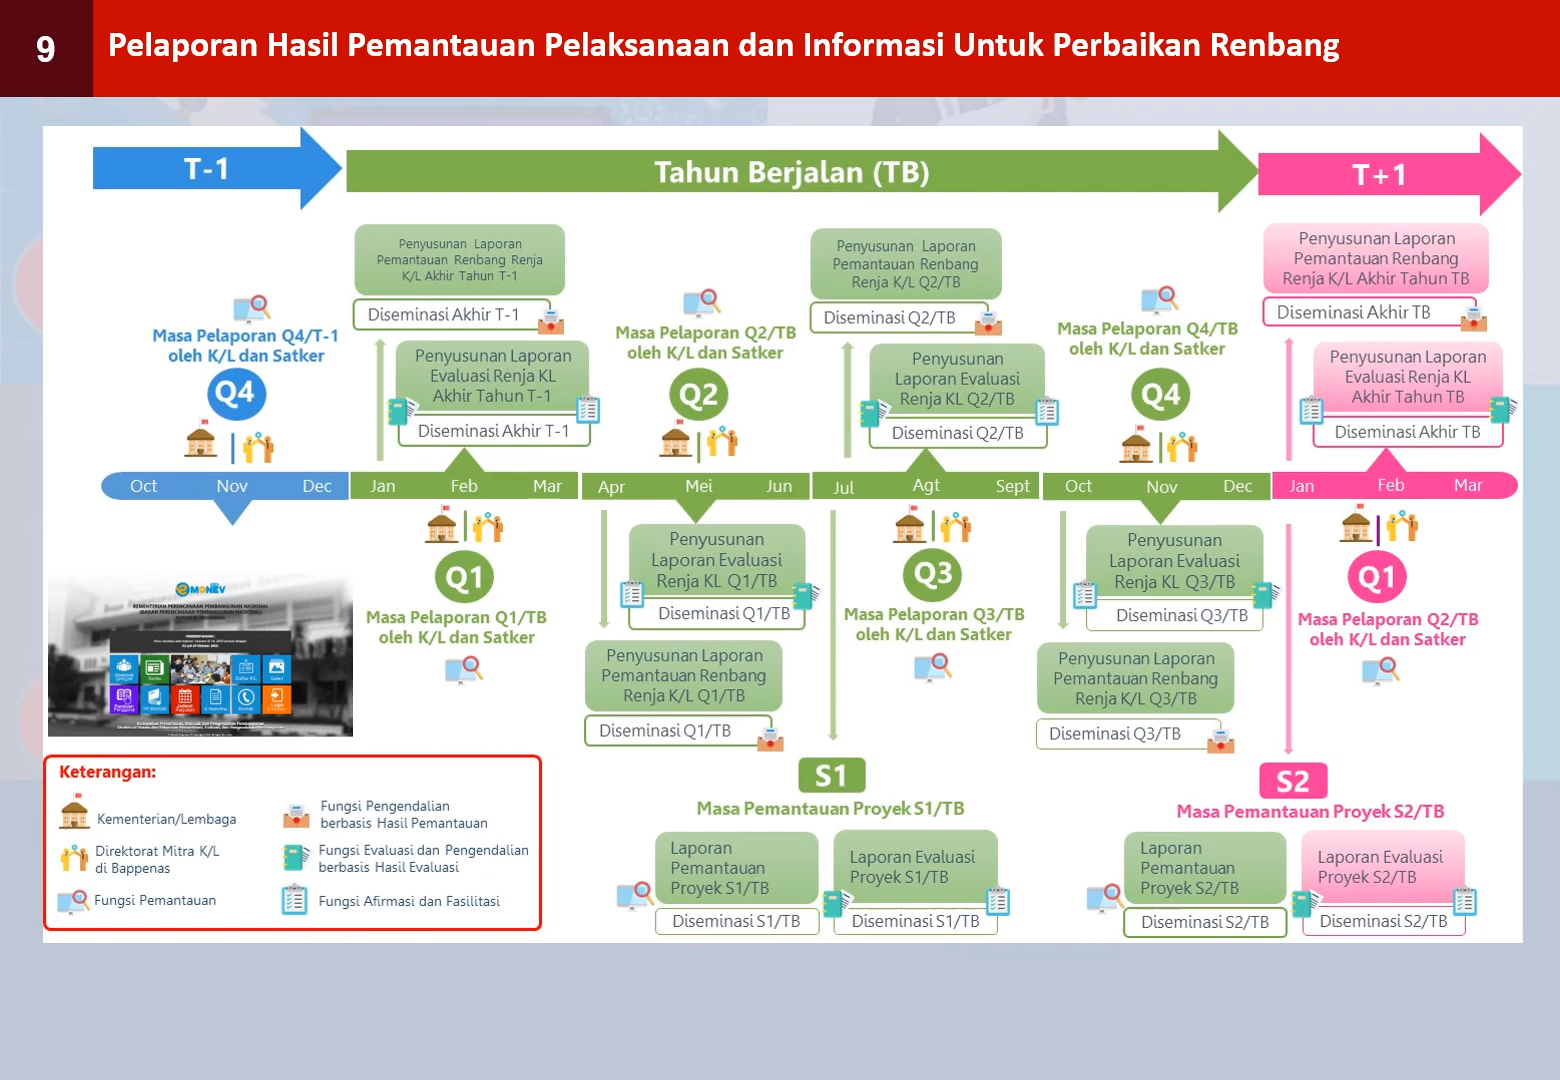 9
Pelaporan Hasil Pemantauan Pelaksanaan dan Informasi Untuk Perbaikan Renbang
T-1
Tahun Berjalan (TB)
T+1
Masa Pelaporan Q4/T-1
oleh K/L dan Satker
Q4
Penyusunan Laporan
Pemantauan Renbang Renja
K/L Akhir Tahun T-1
Diseminasi Akhir T-1
Penyusunan Laporan
Evaluasi Renja KL
Akhir Tahun T-1
Diseminasi Akhir T-1
Masa Pelaporan Q2/TB
oleh K/L dan Satker
Q2
Penyusunan Laporan
Pemantauan Renbang
Renja K/L Q2/TB
Diseminasi Q2/TB
Penyusunan
Laporan Evaluasi
Renja KL Q2/TB
Diseminasi Q2/TB
Masa Pelaporan Q4/TB
oleh K/L dan Satker
Q4
Penyusunan Laporan
Pemantauan Renbang
Renja K/L Akhir Tahun TB
Diseminasi Akhir TB
Penyusunan Laporan
Evaluasi Renja KL
Akhir Tahun TB
Diseminasi Akhir TB
Oct Nov Dec Jan Feb Mar Apr Mei Jun Jul Agt Sept Oct Nov Dec Jan Feb Mar
Q1
Masa Pelaporan Q1/TB
oleh K/L dan Satker
Penyusunan
Laporan Evaluasi
Renja KL Q1/TB
Diseminasi Q1/TB
Penyusunan Laporan
Pemantauan Renbang
Renja K/L Q1/TB
Diseminasi Q1/TB
Q3
Masa Pelaporan Q3/TB
oleh K/L dan Satker
Penyusunan
Laporan Evaluasi
Renja KL Q3/TB
Diseminasi Q3/TB
Penyusunan Laporan
Pemantauan Renbang
Renja K/L Q3/TB
Diseminasi Q3/TB
Q1
Masa Pelaporan Q2/TB
oleh K/L dan Satker
eMONEV
KEMENTERIAN PERENCANAAN PEMBANGUNAN NASIONAL
S1
Masa Pemantauan Proyek S1/TB
Laporan
Pemantauan
Proyek S1/TB
Diseminasi S1/TB
Laporan Evaluasi
Proyek S1/TB
Diseminasi S1/TB
S2
Masa Pemantauan Proyek S2/TB
Laporan
Pemantauan
Proyek S2/TB
Diseminasi S2/TB
Laporan Evaluasi
Proyek S2/TB
Diseminasi S2/TB
Keterangan:
Kementerian/Lembaga
Direktorat Mitra K/L
di Bappenas
Fungsi Pemantauan
Fungsi Pengendalian
berbasis Hasil Pemantauan
Fungsi Evaluasi dan Pengendalian
berbasis Hasil Evaluasi
Fungsi Afirmasi dan Fasilitasi